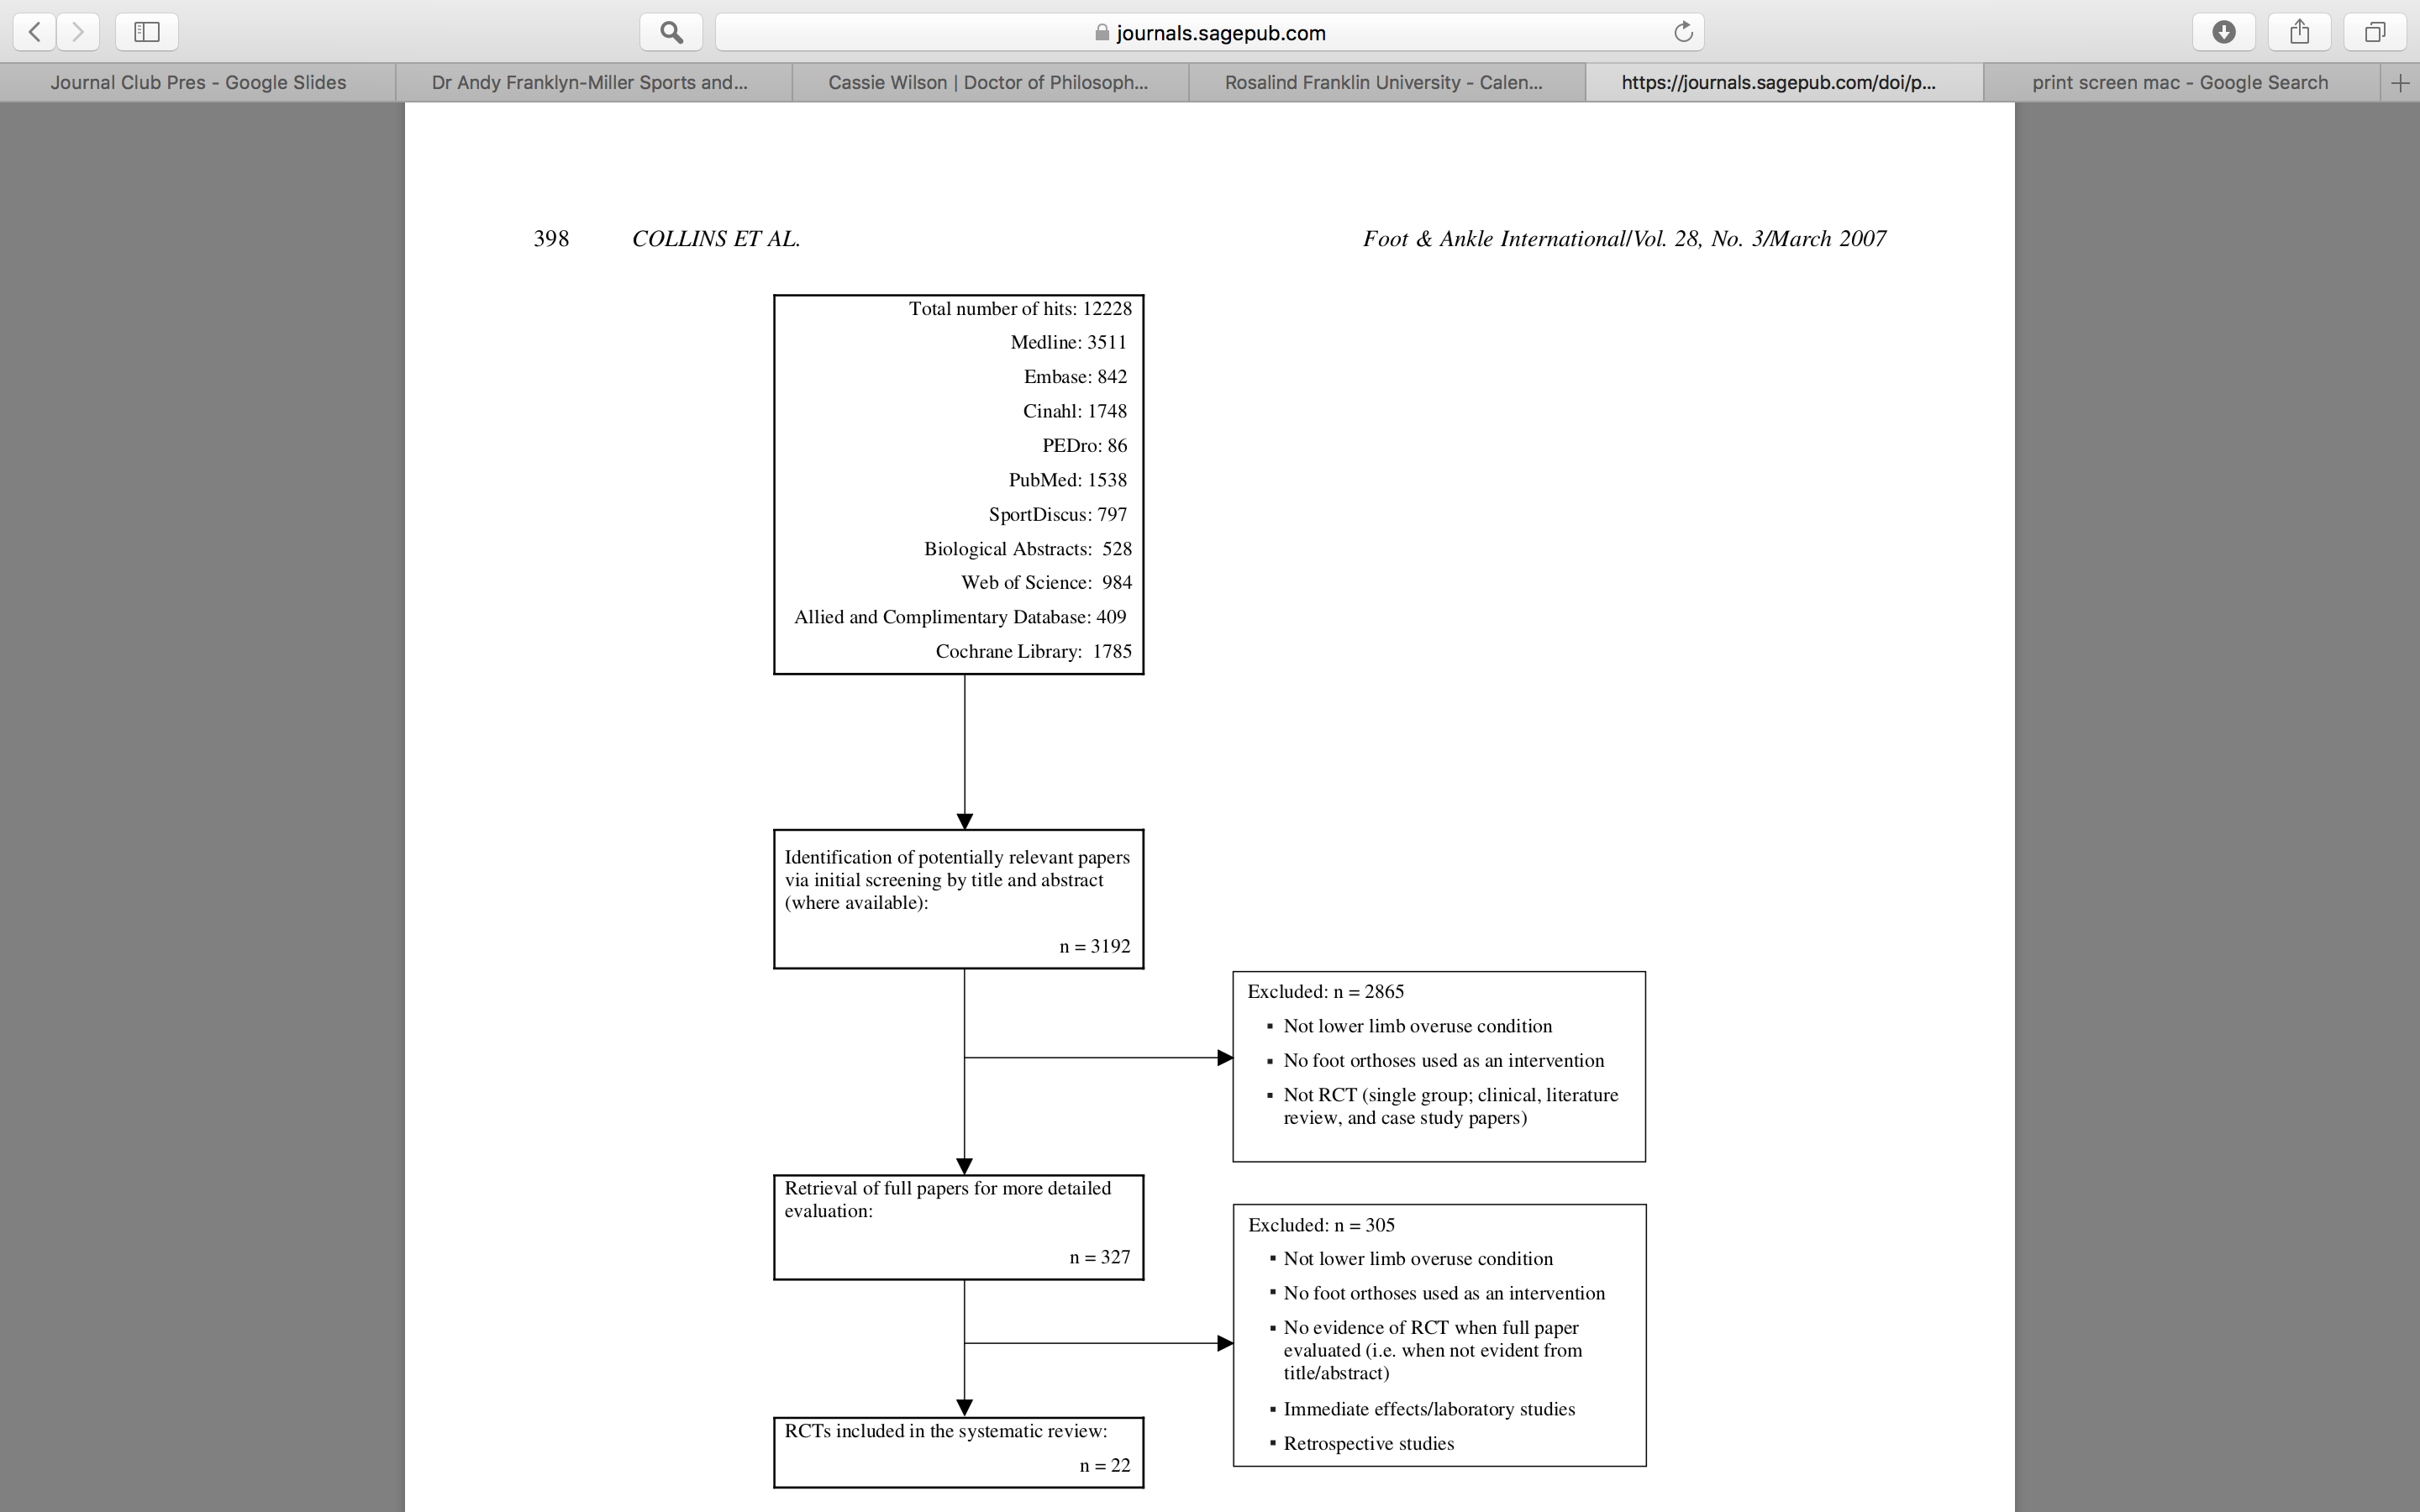 journals.sagepub.com
Journal Club Pres - Google Slides
Dr Andy Franklyn-Miller Sports and...
Cassie Wilson | Doctor of Philosoph...
Rosalind Franklin University - Calen...
https://journals.sagepub.com/doi/p...
print screen mac - Google Search
398 COLLINS ET AL.
Foot & Ankle International/Vol. 28, No. 3/March 2007
Total number of hits: 12228
Medline: 3511
Embase: 842
Cinahl: 1748
PEDro: 86
PubMed: 1538
SportDiscus: 797
Biological Abstracts: 528
Web of Science: 984
Allied and Complimentary Database: 409
Cochrane Library: 1785
Identification of potentially relevant papers
via initial screening by title and abstract
(where available):
n = 3192
Excluded: n = 2865
▪ Not lower limb overuse condition
▪ No foot orthoses used as an intervention
▪ Not RCT (single group; clinical, literature
review, and case study papers)
Retrieval of full papers for more detailed
evaluation:
n = 327
Excluded: n = 305
▪ Not lower limb overuse condition
▪ No foot orthoses used as an intervention
▪ No evidence of RCT when full paper
evaluated (i.e. when not evident from
title/abstract)
▪ Immediate effects/laboratory studies
▪ Retrospective studies
RCTs included in the systematic review:
n = 22